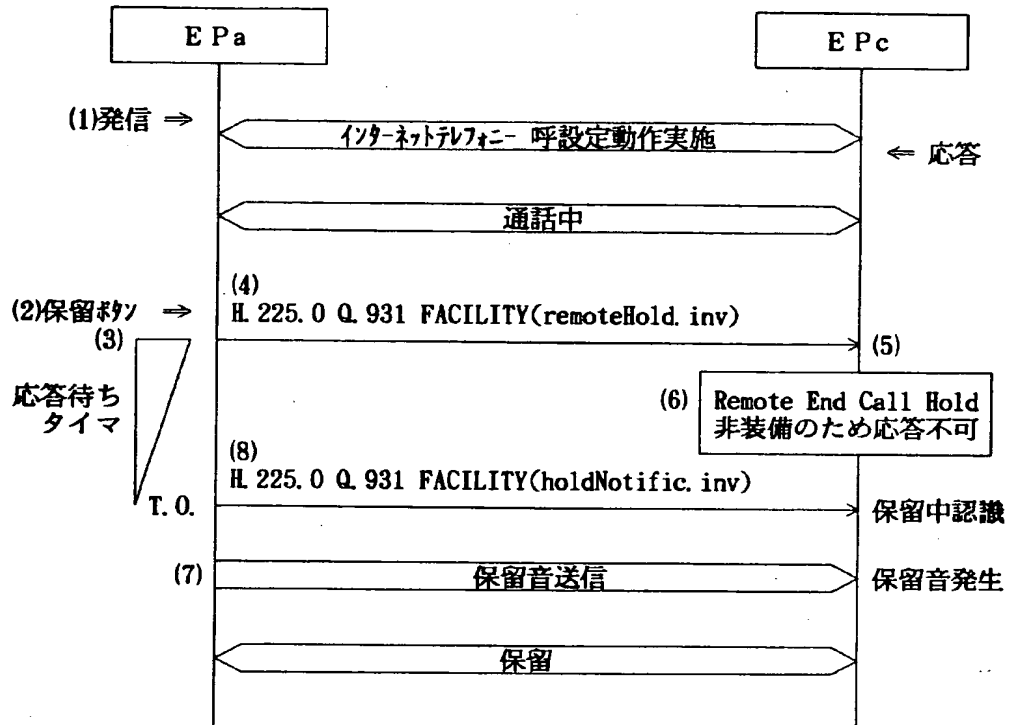 EPa
EPc
(1)発信 ⇒
インターネットテレフォニー 呼設定動作実施
⇐ 応答
通話中
(4)
(2)保留ボタン ⇒
H.225.0 Q.931 FACILITY(remoteHold.inv)
(3)
(5)
応答待ち
タイマ
(6)
Remote End Call Hold
非装備のため応答不可
(8)
H.225.0 Q.931 FACILITY(holdNotific.inv)
T.O.
保留中認識
(7)
保留音送信
保留音発生
保留